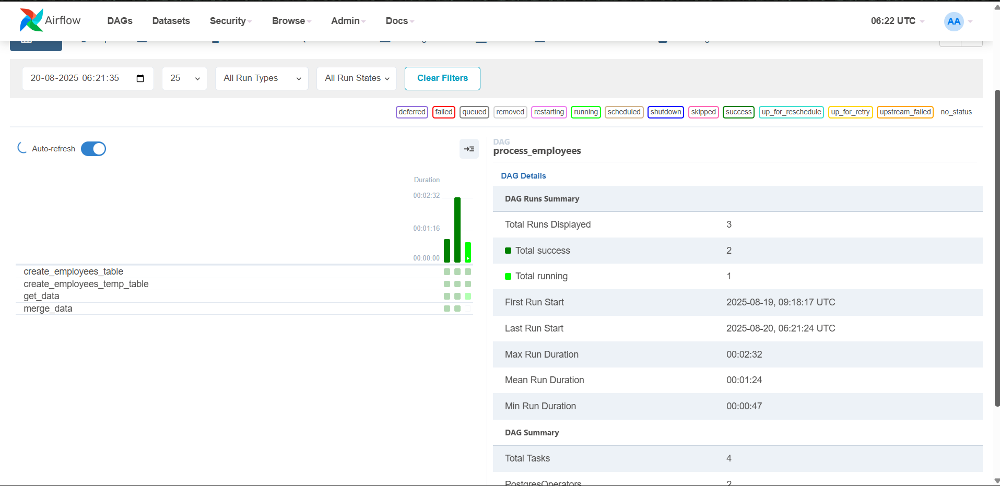 Airflow DAGs Datasets Security Browse Admin Docs 06:22 UTC AA
20-08-2025 06:21:35 25 All Run Types All Run States Clear Filters
deferred failed queued removed restarting running scheduled shutdown skipped success up_for_reschedule up_for_retry upstream_failed no_status
Auto-refresh
Duration
00:02:32
00:01:16
00:00:00
create_employees_table
create_employees_temp_table
get_data
merge_data
DAG
process_employees
DAG Details
DAG Runs Summary
Total Runs Displayed 3
Total success 2
Total running 1
First Run Start 2025-08-19, 09:18:17 UTC
Last Run Start 2025-08-20, 06:21:24 UTC
Max Run Duration 00:02:32
Mean Run Duration 00:01:24
Min Run Duration 00:00:47
DAG Summary
Total Tasks 4
PostgresOperators 2